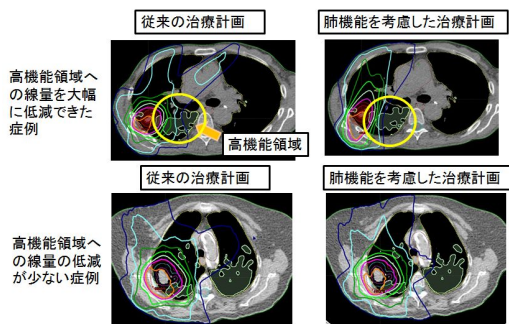 従来の治療計画
肺機能を考慮した治療計画
高機能領域へ
の線量を大幅
に低減できた
症例
高機能領域
従来の治療計画
肺機能を考慮した治療計画
高機能領域へ
の線量の低減
が少ない症例